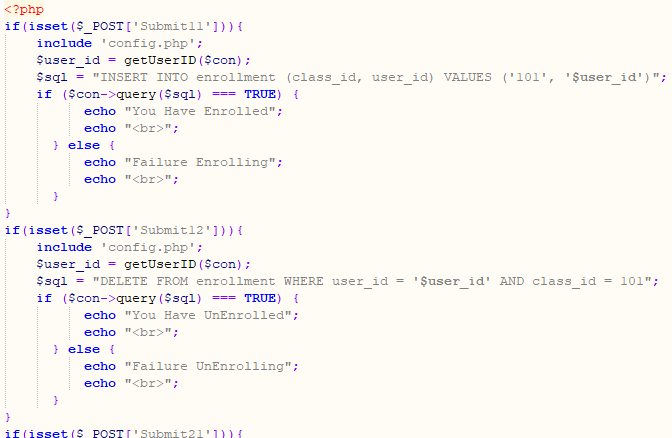 <?php
if(isset($_POST['Submit11'])){
    include 'config.php';
    $user_id = getUserID($con);
    $sql = "INSERT INTO enrollment (class_id, user_id) VALUES ('101', '$user_id')";
    if ($con->query($sql) === TRUE) {
          echo "You Have Enrolled";
          echo "<br>";
      } else {
          echo "Failure Enrolling";
          echo "<br>";
      }
}
if(isset($_POST['Submit12'])){
    include 'config.php';
    $user_id = getUserID($con);
    $sql = "DELETE FROM enrollment WHERE user_id = '$user_id' AND class_id = 101";
    if ($con->query($sql) === TRUE) {
          echo "You Have UnEnrolled";
          echo "<br>";
      } else {
          echo "Failure UnEnrolling";
          echo "<br>";
      }
}
if(isset($_POST['Submit21'])){